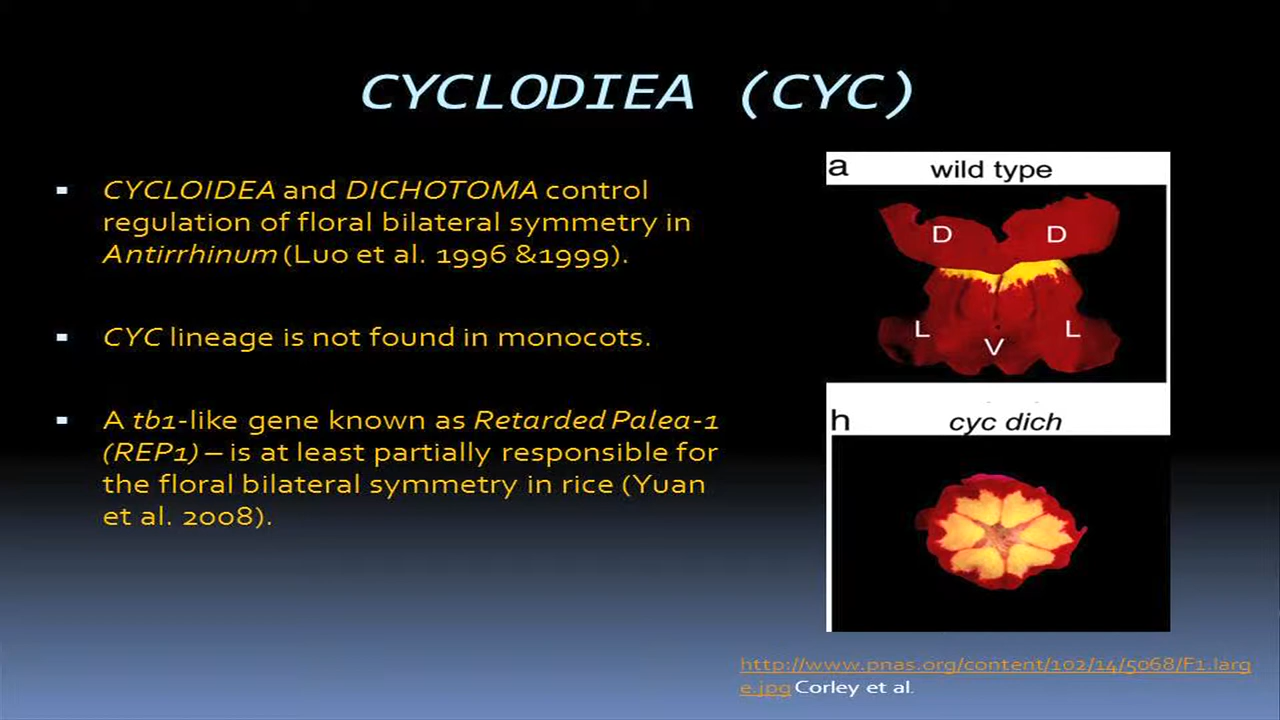 CYCLODIEA (CYC)
▪ CYCLOIDEA and DICHOTOMA control
regulation of floral bilateral symmetry in
Antirrhinum (Luo et al. 1996 &1999).
▪ CYC lineage is not found in monocots.
▪ A tb1-like gene known as Retarded Palea-1
(REP1) – is at least partially responsible for
the floral bilateral symmetry in rice (Yuan
et al. 2008).
a wild type
D D
L L
V
h cyc dich
http://www.pnas.org/content/102/14/5068/F1.larg
e.jpg Corley et al.